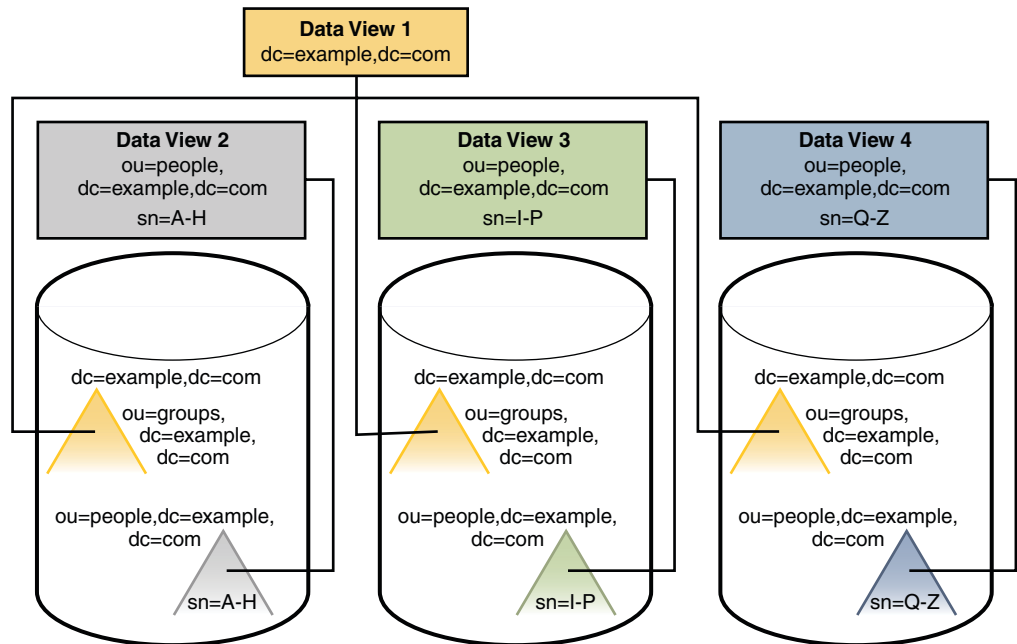 Data View 1
dc=example,dc=com
Data View 2
ou=people,
dc=example,dc=com
sn=A-H
Data View 3
ou=people,
dc=example,dc=com
sn=I-P
Data View 4
ou=people,
dc=example,dc=com
sn=Q-Z
dc=example,dc=com
ou=groups,
dc=example,
dc=com
ou=people,dc=example,
dc=com
sn=A-H
dc=example,dc=com
ou=groups,
dc=example,
dc=com
ou=people,dc=example,
dc=com
sn=I-P
dc=example,dc=com
ou=groups,
dc=example,
dc=com
ou=people,dc=example,
dc=com
sn=Q-Z